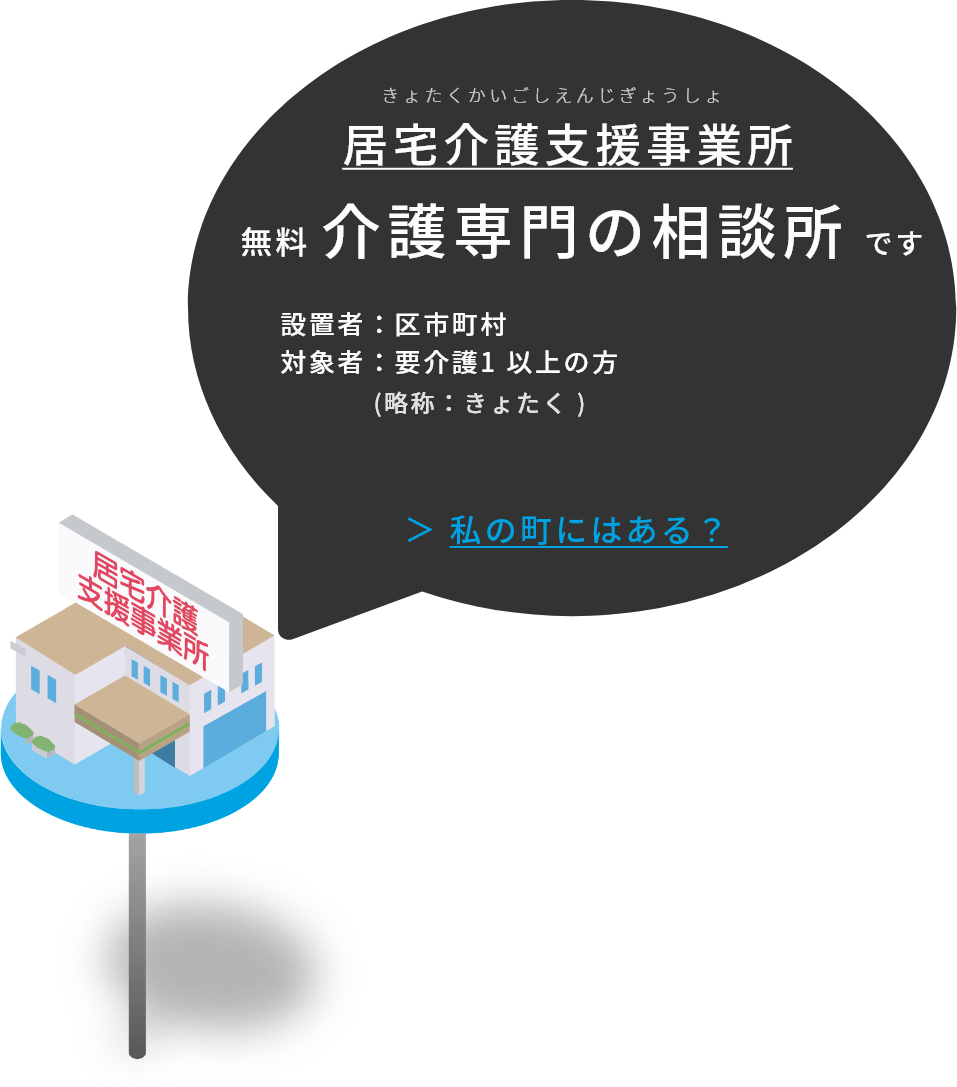 きょたくかいごしえんじぎょうしょ
居宅介護支援事業所
無料 介護専門の相談所 です
設置者：区市町村
対象者：要介護1 以上の方
(略称：きょたく )
＞ 私の町にはある？
居宅介護
支援事業所